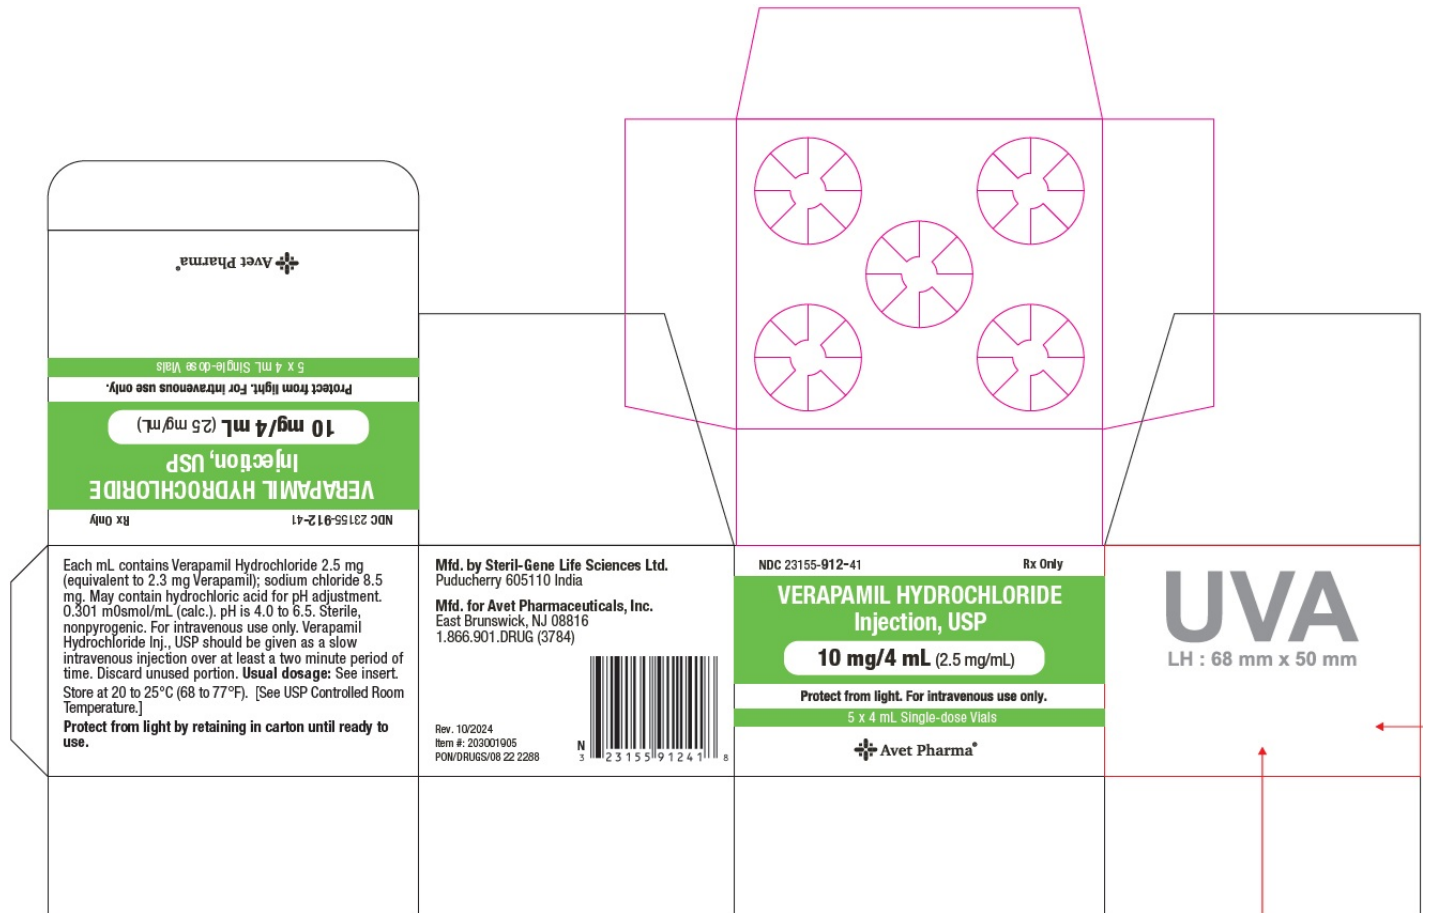 Avet Pharma®
5 x 4 mL Single-dose Vials
Protect from light. For intravenous use only.
10 mg/4 mL (2.5 mg/mL)
VERAPAMIL HYDROCHLORIDE
Injection, USP
NDC 23155-912-41 Rx Only
Each mL contains Verapamil Hydrochloride 2.5 mg
(equivalent to 2.3 mg Verapamil); sodium chloride 8.5
mg. May contain hydrochloric acid for pH adjustment.
0.301 mOsmol/mL (calc.). pH is 4.0 to 6.5. Sterile,
nonpyrogenic. For intravenous use only. Verapamil
Hydrochloride Inj., USP should be given as a slow
intravenous injection over at least a two minute period of
time. Discard unused portion. Usual dosage: See insert.
Store at 20 to 25°C (68 to 77°F). [See USP Controlled Room
Temperature.]
Protect from light by retaining in carton until ready to
use.
Mfd. by Steril-Gene Life Sciences Ltd.
Puducherry 605110 India
Mfd. for Avet Pharmaceuticals, Inc.
East Brunswick, NJ 08816
1.866.901.DRUG (3784)
Rev. 10/2024
Item #: 203001905
PON/DRUGS/08 22 2288
N
3 23155 91241 8
NDC 23155-912-41 Rx Only
VERAPAMIL HYDROCHLORIDE
Injection, USP
10 mg/4 mL (2.5 mg/mL)
Protect from light. For intravenous use only.
5 x 4 mL Single-dose Vials
Avet Pharma®
UVA
LH : 68 mm x 50 mm